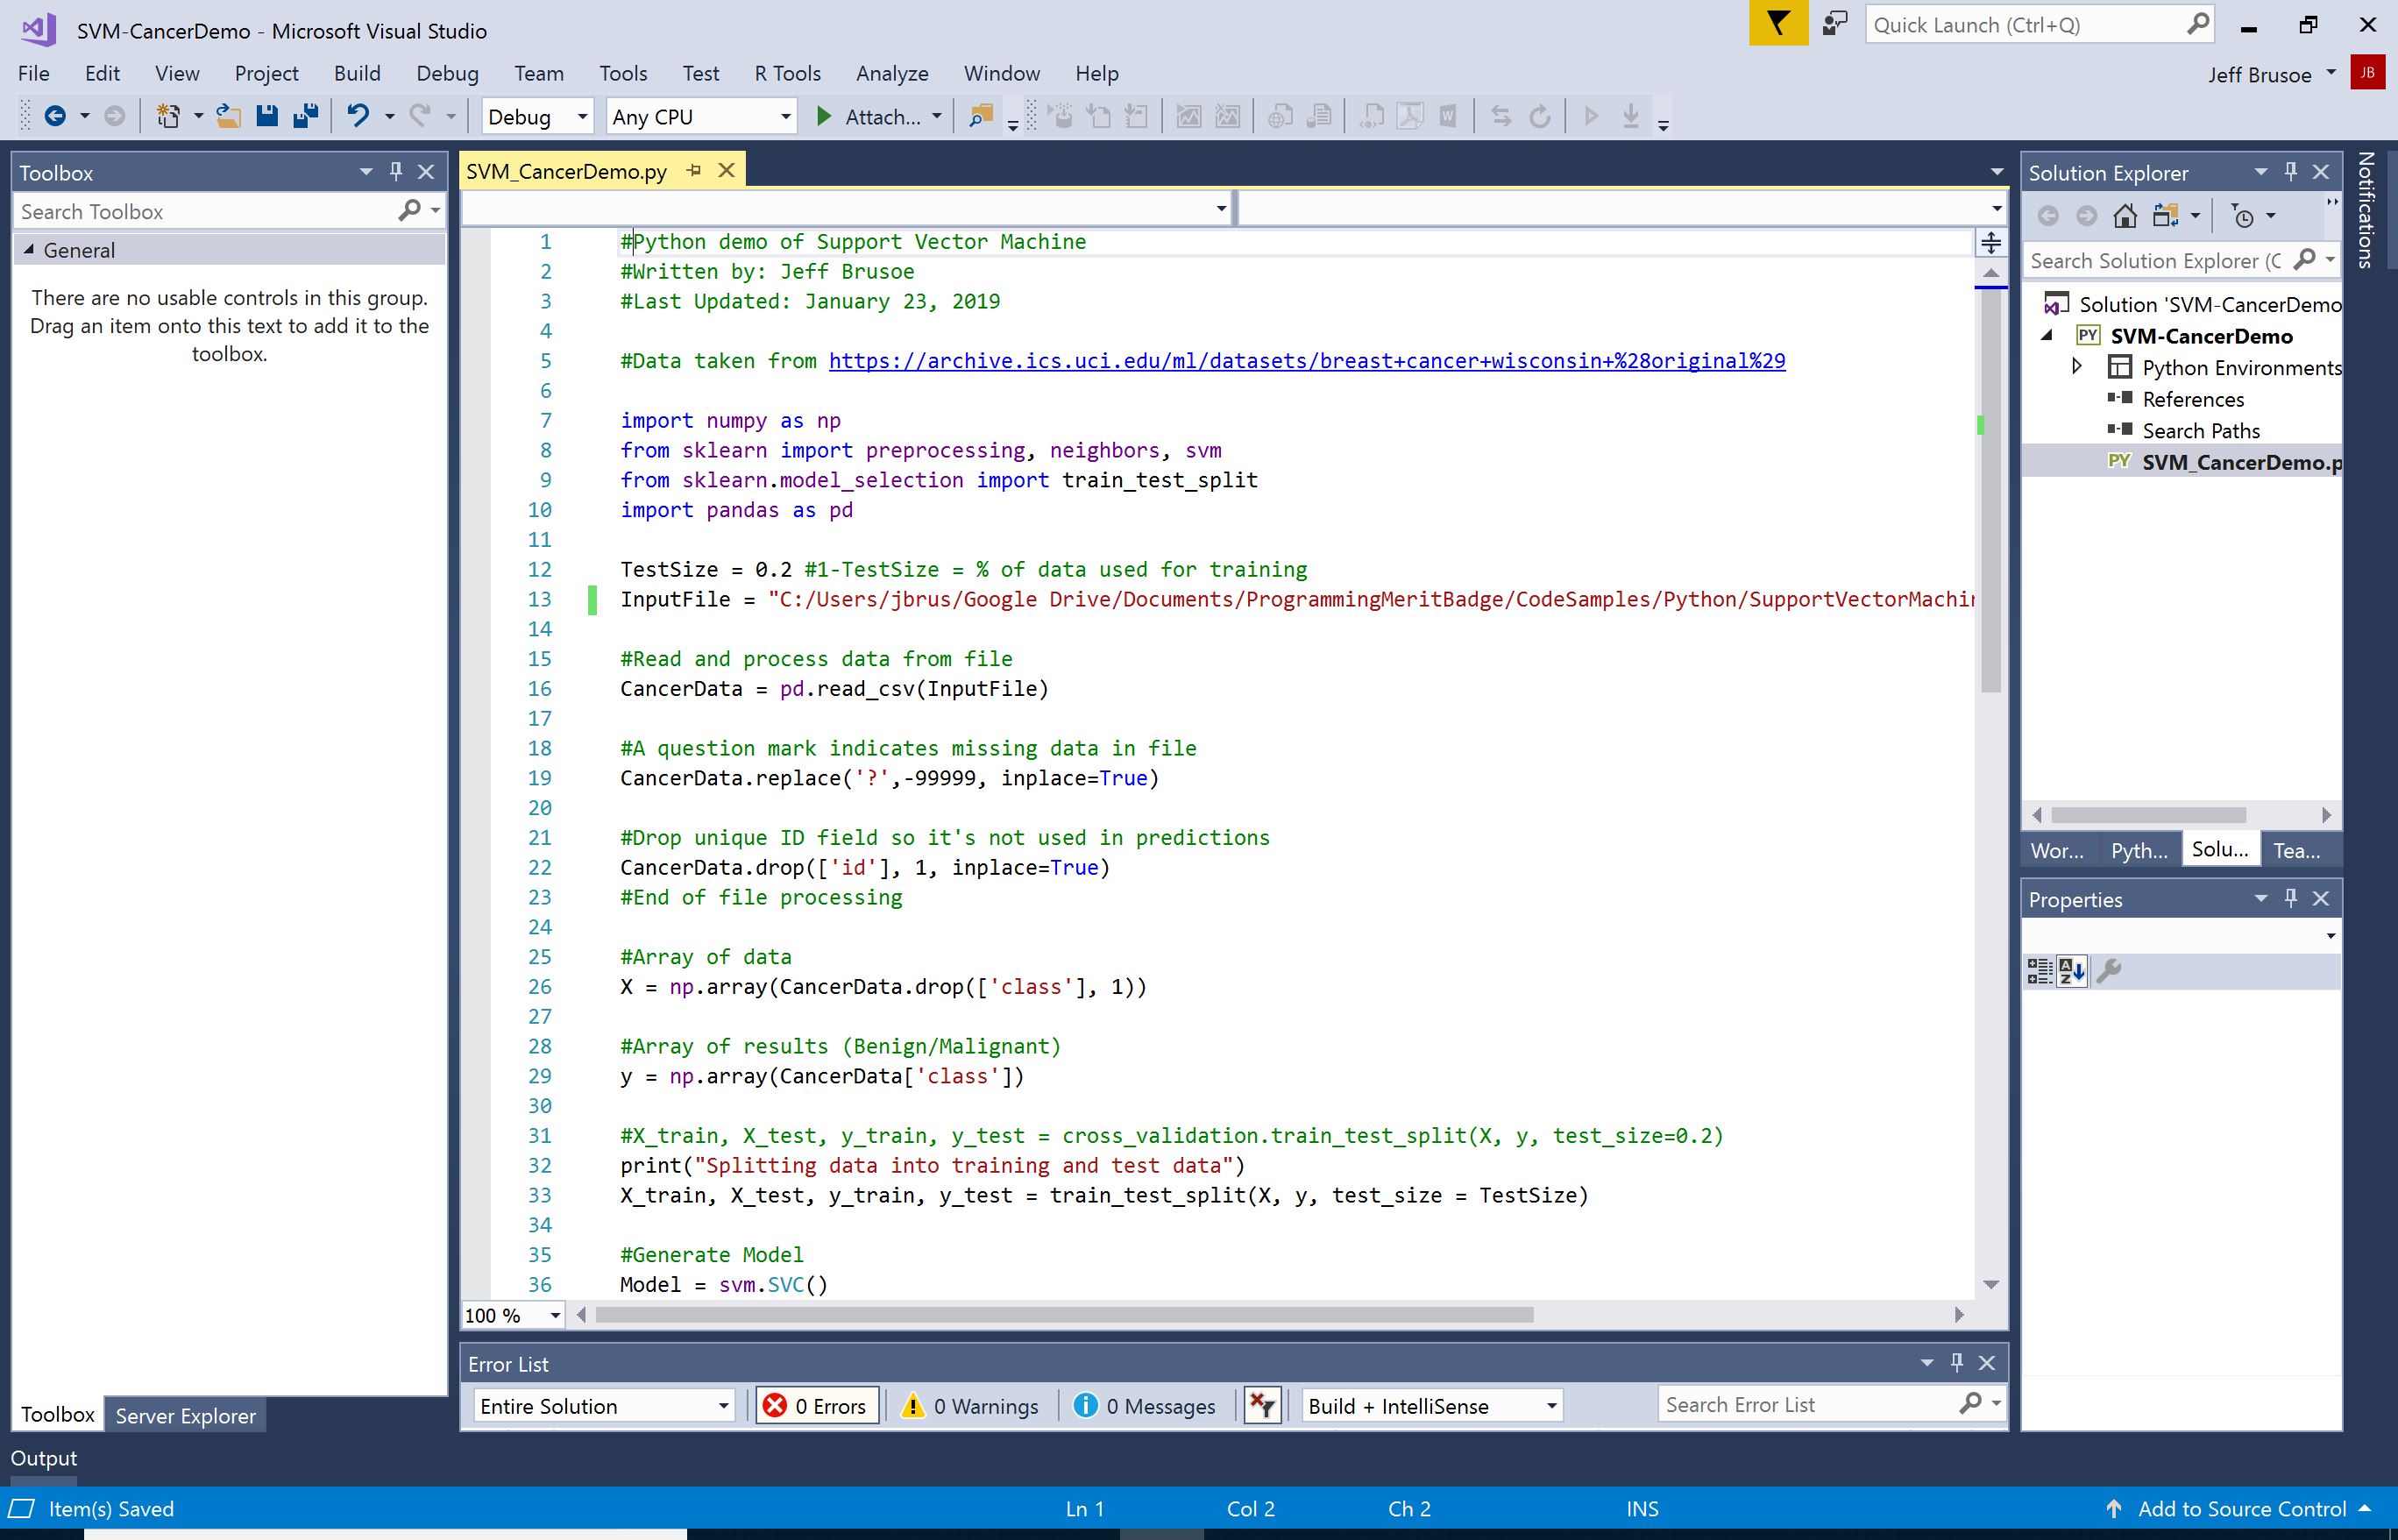 SVM-CancerDemo - Microsoft Visual Studio
Quick Launch (Ctrl+Q)
File Edit View Project Build Debug Team Tools Test R Tools Analyze Window Help
Jeff Brusoe
JB
Debug
Any CPU
Attach...
Toolbox
Search Toolbox
General
There are no usable controls in this group.
Drag an item onto this text to add it to the
toolbox.
Toolbox
Server Explorer
SVM_CancerDemo.py
1 #Python demo of Support Vector Machine
2 #Written by: Jeff Brusoe
3 #Last Updated: January 23, 2019
4
5 #Data taken from https://archive.ics.uci.edu/ml/datasets/breast+cancer+wisconsin+%28original%29
6
7 import numpy as np
8 from sklearn import preprocessing, neighbors, svm
9 from sklearn.model_selection import train_test_split
10 import pandas as pd
11
12 TestSize = 0.2 #1-TestSize = % of data used for training
13 InputFile = "C:/Users/jbrus/Google Drive/Documents/ProgrammingMeritBadge/CodeSamples/Python/SupportVectorMachin
14
15 #Read and process data from file
16 CancerData = pd.read_csv(InputFile)
17
18 #A question mark indicates missing data in file
19 CancerData.replace('?',-99999, inplace=True)
20
21 #Drop unique ID field so it's not used in predictions
22 CancerData.drop(['id'], 1, inplace=True)
23 #End of file processing
24
25 #Array of data
26 X = np.array(CancerData.drop(['class'], 1))
27
28 #Array of results (Benign/Malignant)
29 y = np.array(CancerData['class'])
30
31 #X_train, X_test, y_train, y_test = cross_validation.train_test_split(X, y, test_size=0.2)
32 print("Splitting data into training and test data")
33 X_train, X_test, y_train, y_test = train_test_split(X, y, test_size = TestSize)
34
35 #Generate Model
36 Model = svm.SVC()
100 %
Error List
Entire Solution
0 Errors
0 Warnings
0 Messages
Build + IntelliSense
Search Error List
Solution Explorer
Search Solution Explorer (C
Solution 'SVM-CancerDemo
PY SVM-CancerDemo
Python Environments
References
Search Paths
PY SVM_CancerDemo.p
Wor... Pyth... Solu... Tea...
Properties
Notifications
Output
Item(s) Saved
Ln 1
Col 2
Ch 2
INS
Add to Source Control